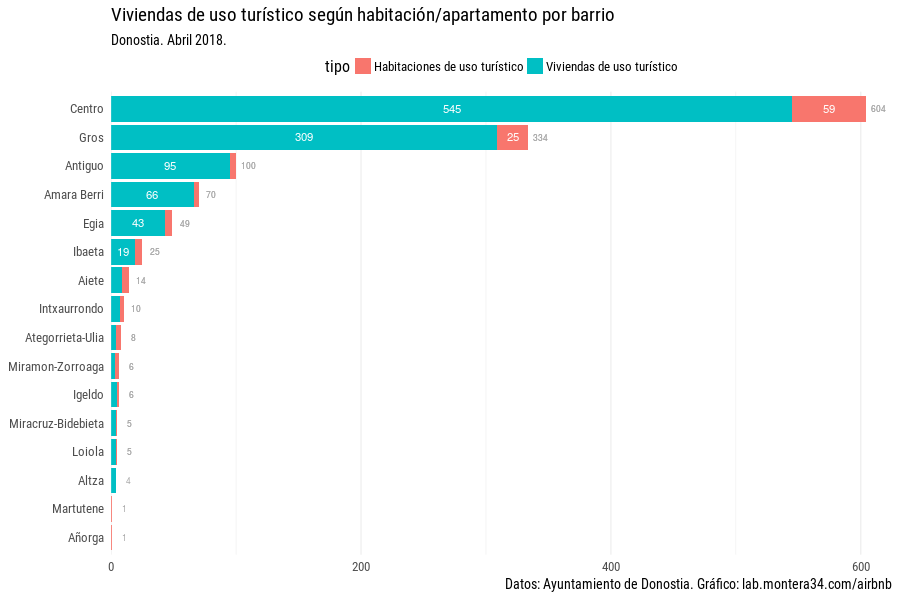 Viviendas de uso turístico según habitación/apartamento por barrio
Donostia. Abril 2018.
tipo Habitaciones de uso turístico Viviendas de uso turístico
Centro 545 59 604
Gros 309 25 334
Antiguo 95 100
Amara Berri 66 70
Egia 43 49
Ibaeta 19 25
Aiete 14
Intxaurrondo 10
Ategorrieta-Ulia 8
Miramon-Zorroaga 6
Igeldo 6
Miracruz-Bidebieta 5
Loiola 5
Altza 4
Martutene 1
Añorga 1
0 200 400 600
Datos: Ayuntamiento de Donostia. Gráfico: lab.montera34.com/airbnb